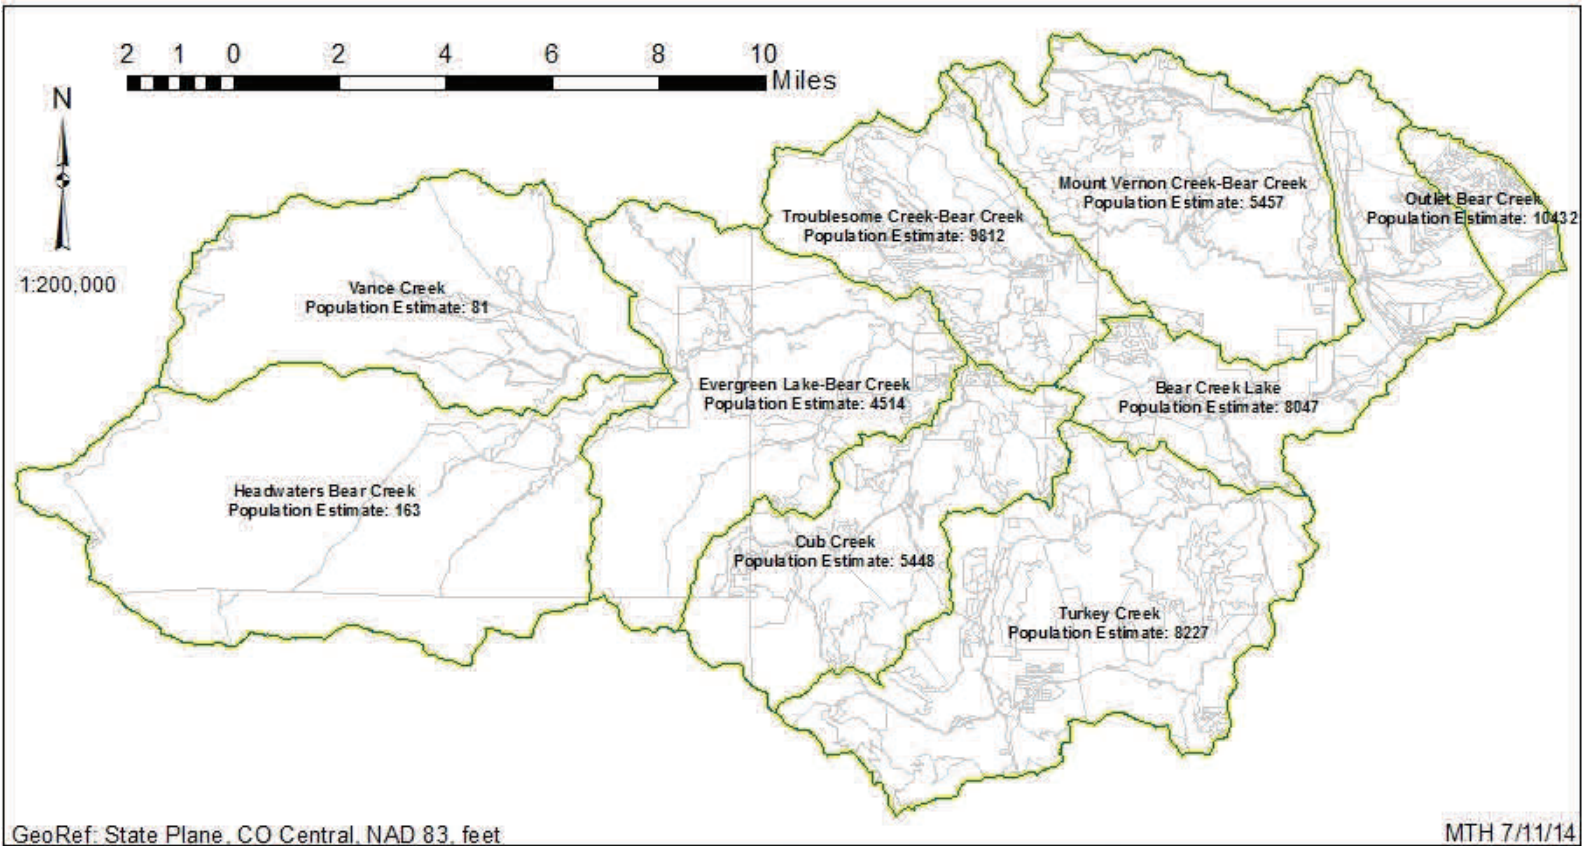 2 1 0 2 4 6 8 10
Miles
N
1:200,000
Mount Vernon Creek-Bear Creek
Population Estimate: 5457
Outlet Bear Creek
Population Estimate: 10432
Troublesome Creek-Bear Creek
Population Estimate: 9812
Vance Creek
Population Estimate: 81
Evergreen Lake-Bear Creek
Population Estimate: 4514
Bear Creek Lake
Population Estimate: 8047
Headwaters Bear Creek
Population Estimate: 163
Cub Creek
Population Estimate: 5448
Turkey Creek
Population Estimate: 8227
GeoRef: State Plane, CO Central, NAD 83, feet
MTH 7/11/14